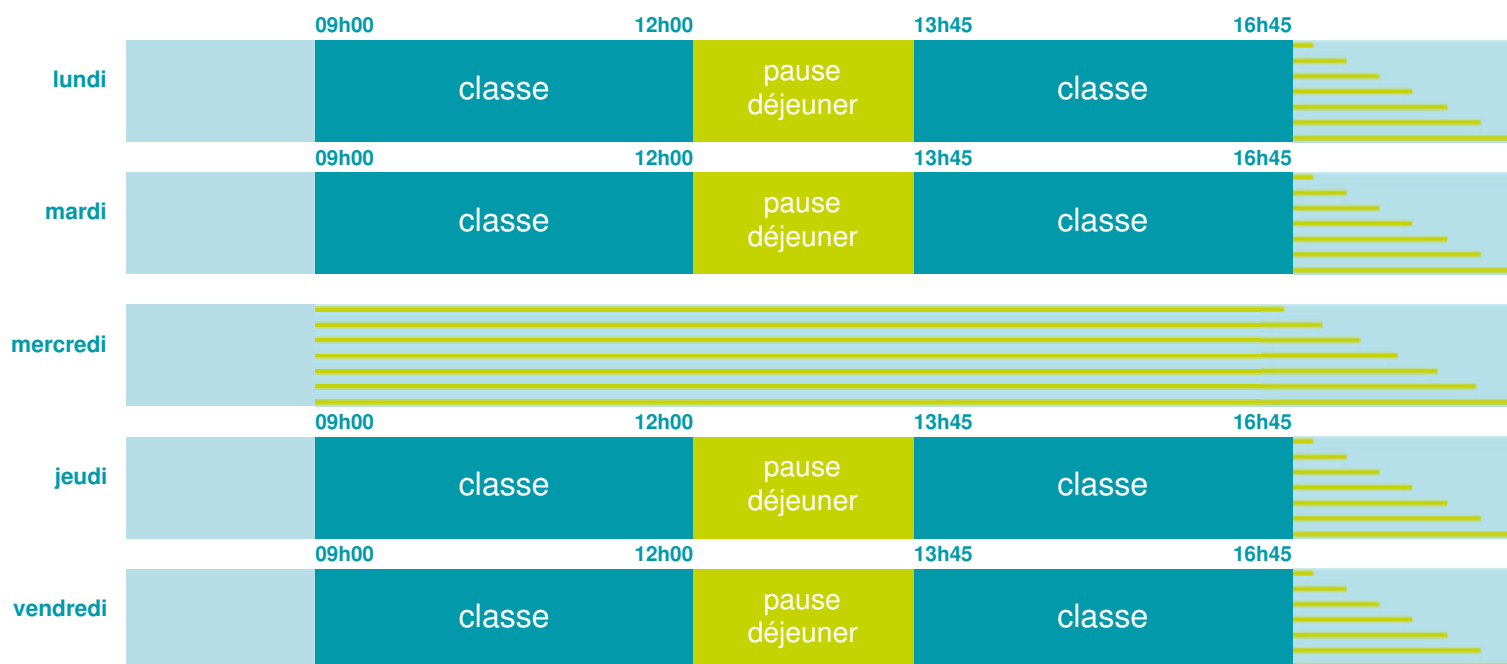 09h00 12h00 13h45 16h45
lundi
classe
pause
déjeuner
classe
09h00 12h00 13h45 16h45
mardi
classe
pause
déjeuner
classe
mercredi
09h00 12h00 13h45 16h45
jeudi
classe
pause
déjeuner
classe
09h00 12h00 13h45 16h45
vendredi
classe
pause
déjeuner
classe